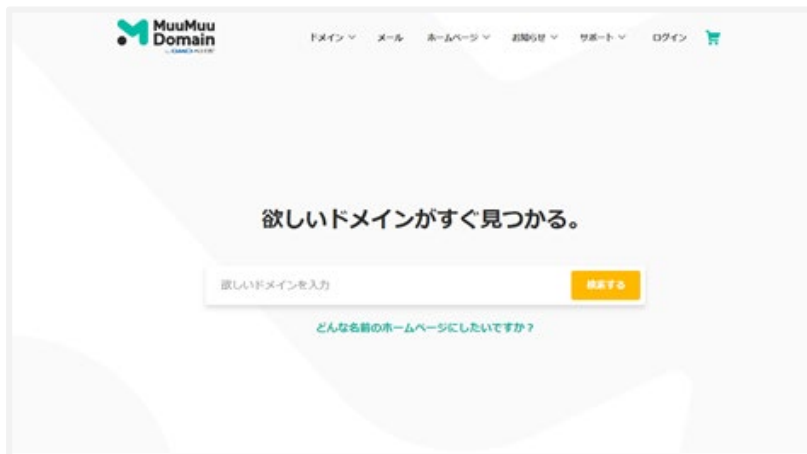 MuuMuu
Domain
ドメイン メール ホームページ お知らせ サポート ログイン
欲しいドメインがすぐ見つかる。
欲しいドメインを入力
検索する
どんな名前のホームページにしたいですか？